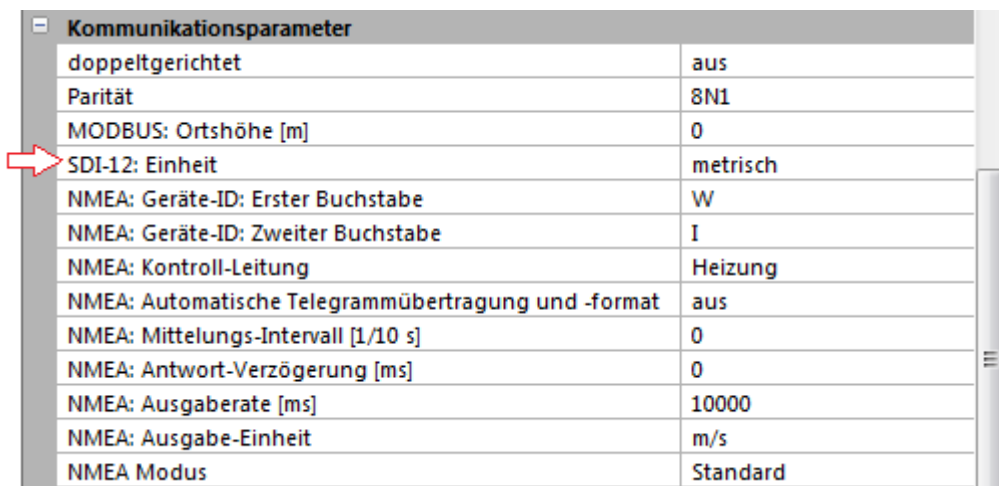 Kommunikationsparameter
doppeltgerichtet aus
Parität 8N1
MODBUS: Ortshöhe [m] 0
SDI-12: Einheit metrisch
NMEA: Geräte-ID: Erster Buchstabe W
NMEA: Geräte-ID: Zweiter Buchstabe I
NMEA: Kontroll-Leitung Heizung
NMEA: Automatische Telegrammübertragung und -format aus
NMEA: Mittelungs-Intervall [1/10 s] 0
NMEA: Antwort-Verzögerung [ms] 0
NMEA: Ausgaberate [ms] 10000
NMEA: Ausgabe-Einheit m/s
NMEA Modus Standard